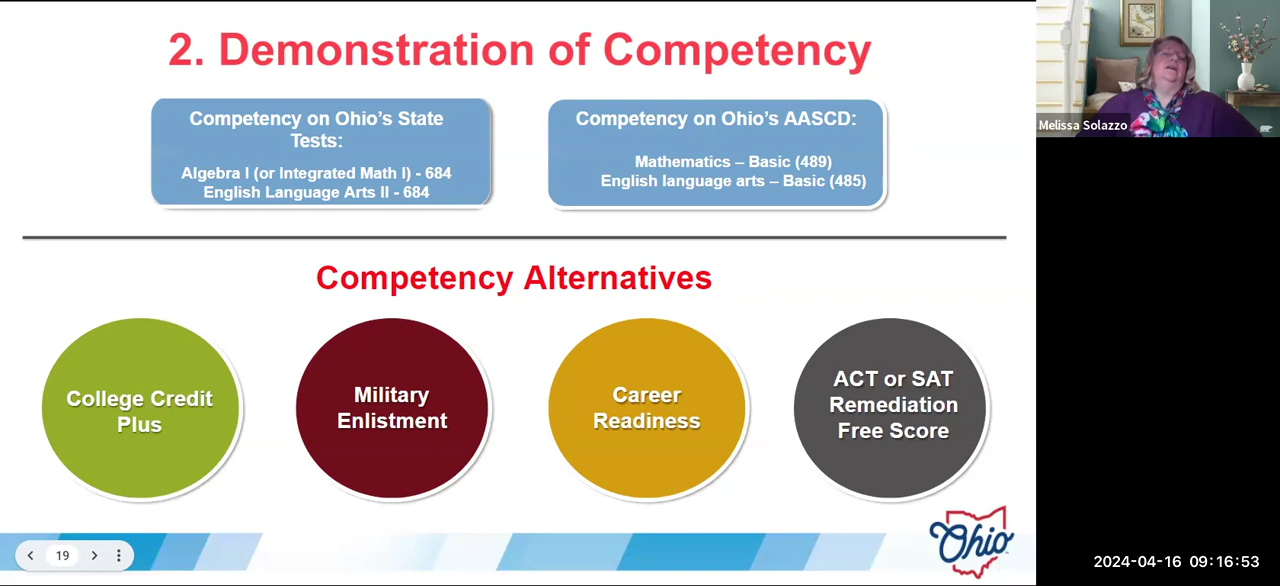 2. Demonstration of Competency
Competency on Ohio's State
Tests:
Algebra I (or Integrated Math I) - 684
English Language Arts II - 684
Competency on Ohio's AASCD:
Mathematics – Basic (489)
English language arts – Basic (485)
Competency Alternatives
College Credit
Plus
Military
Enlistment
Career
Readiness
ACT or SAT
Remediation
Free Score
Ohio
19
Melissa Solazzo
2024-04-16 09:16:53